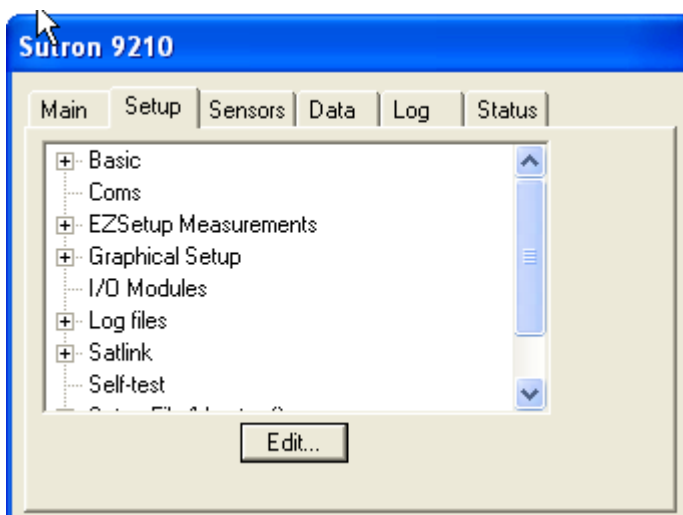 Sutron 9210
Main Setup Sensors Data Log Status
Basic
Coms
EZSetup Measurements
Graphical Setup
I/O Modules
Log files
Satlink
Self-test
Edit...